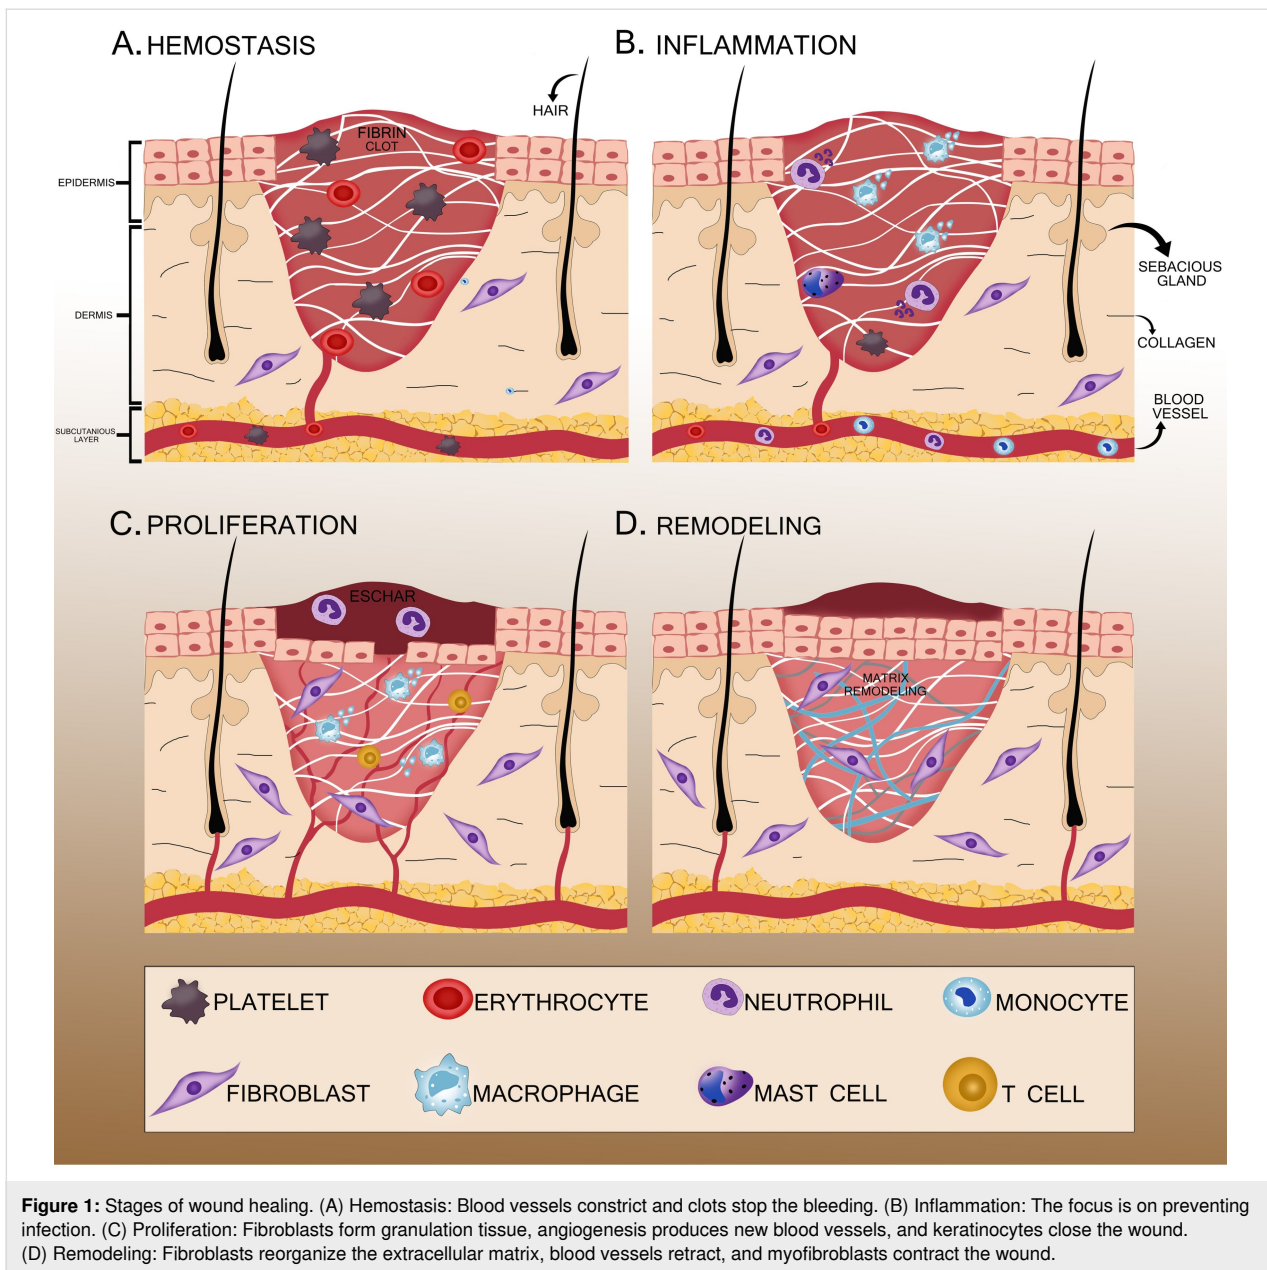 A. HEMOSTASIS
B. INFLAMMATION
HAIR
FIBRIN
CLOT
EPIDERMIS
DERMIS
SUBCUTANIOUS
LAYER
SEBACIOUS
GLAND
COLLAGEN
BLOOD
VESSEL
C. PROLIFERATION
D. REMODELING
ESCHAR
MATRIX
REMODELING
PLATELET
ERYTHROCYTE
NEUTROPHIL
MONOCYTE
FIBROBLAST
MACROPHAGE
MAST CELL
T CELL
Figure 1: Stages of wound healing. (A) Hemostasis: Blood vessels constrict and clots stop the bleeding. (B) Inflammation: The focus is on preventing
infection. (C) Proliferation: Fibroblasts form granulation tissue, angiogenesis produces new blood vessels, and keratinocytes close the wound.
(D) Remodeling: Fibroblasts reorganize the extracellular matrix, blood vessels retract, and myofibroblasts contract the wound.